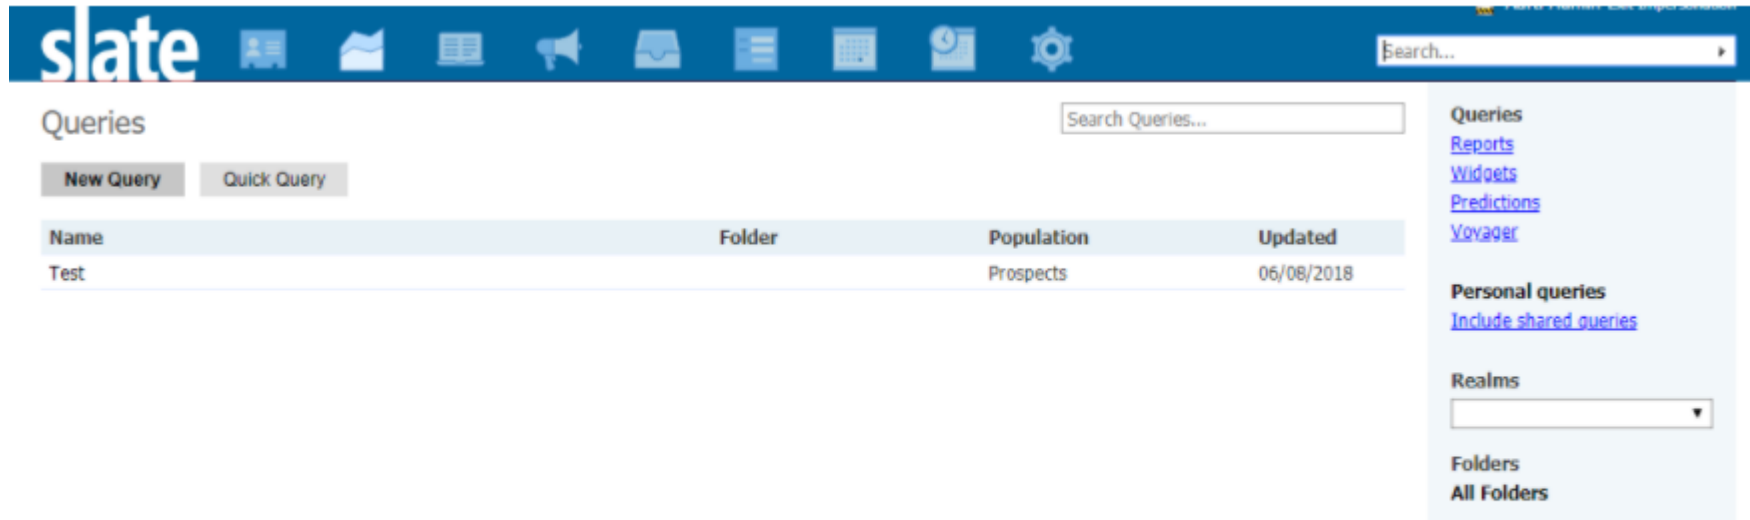 slate
Search...
Queries
Search Queries...
New Query
Quick Query
Name Folder Population Updated
Test Prospects 06/08/2018
Queries
Reports
Widgets
Predictions
Voyager
Personal queries
Include shared queries
Realms
Folders
All Folders